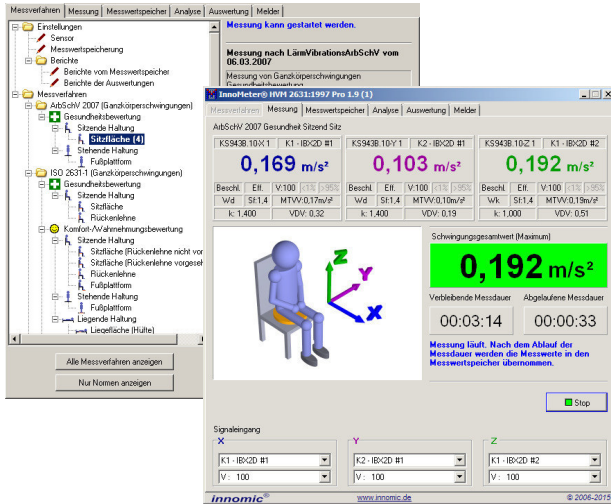 Messverfahren Messung Messwertspeicher Analyse Auswertung Melder
Einstellungen
Sensor
Messwertspeicherung
Berichte
Berichte vom Messwertspeicher
Berichte der Auswertungen
Messverfahren
ArbSchV 2007 (Ganzkörperschwingungen)
Gesundheitsbewertung
Sitzende Haltung
Sitzfläche (4)
Stehende Haltung
Fußplattform
ISO 2631-1 (Ganzkörperschwingungen)
Gesundheitsbewertung
Sitzende Haltung
Sitzfläche
Rückenlehne
Komfort-/Wahrnehmungsbewertung
Sitzende Haltung
Sitzfläche (Rückenlehne nicht vor
Sitzfläche (Rückenlehne vorgeseh
Rückenlehne
Fußplattform
Stehende Haltung
Fußplattform
Liegende Haltung
Liegefläche (Hüfte)
Alle Messverfahren anzeigen
Nur Normen anzeigen
Messung kann gestartet werden.
Messung nach LärmVibrationsArbSchV vom
06.03.2007
Messung von Ganzkörperschwingungen
Gesundheitsbewertung
InnoMeter® HVM 2631:1997 Pro 1.9 (1)
Messverfahren Messung Messwertspeicher Analyse Auswertung Melder
ArbSchV 2007 Gesundheit Sitzend Sitz
KS943B.10-X 1 K1 - IBX2D #1 KS943B.10-Y 1 K2 - IBX2D #1 KS943B.10-Z 1 K1 - IBX2D #2
0,169 m/s² 0,103 m/s² 0,192 m/s²
Beschl. Eff. V:100 <1% >95% Beschl. Eff. V:100 <1% >95% Beschl. Eff. V:100 <1% >95%
Wd Sf:1,4 MTVV:0,17m/s² Wd Sf:1,4 MTVV:0,10m/s² Wk Sf:1,4 MTVV:0,19m/s²
k: 1,400 VDV: 0,32 k: 1,400 VDV: 0,19 k: 1,000 VDV: 0,51
Z
Y
X
Schwingungsgesamtwert (Maximum)
0,192 m/s²
Verbleibende Messdauer Abgelaufene Messdauer
00:03:14 00:00:33
Messung läuft. Nach dem Ablauf der
Messdauer werden die Messwerte in den
Messwertspeicher übernommen.
Stop
Signaleingang
X Y Z
K1 - IBX2D #1 K2 - IBX2D #1 K1 - IBX2D #2
V : 100 V : 100 V : 100
innomic® www.innomic.de © 2006-2015